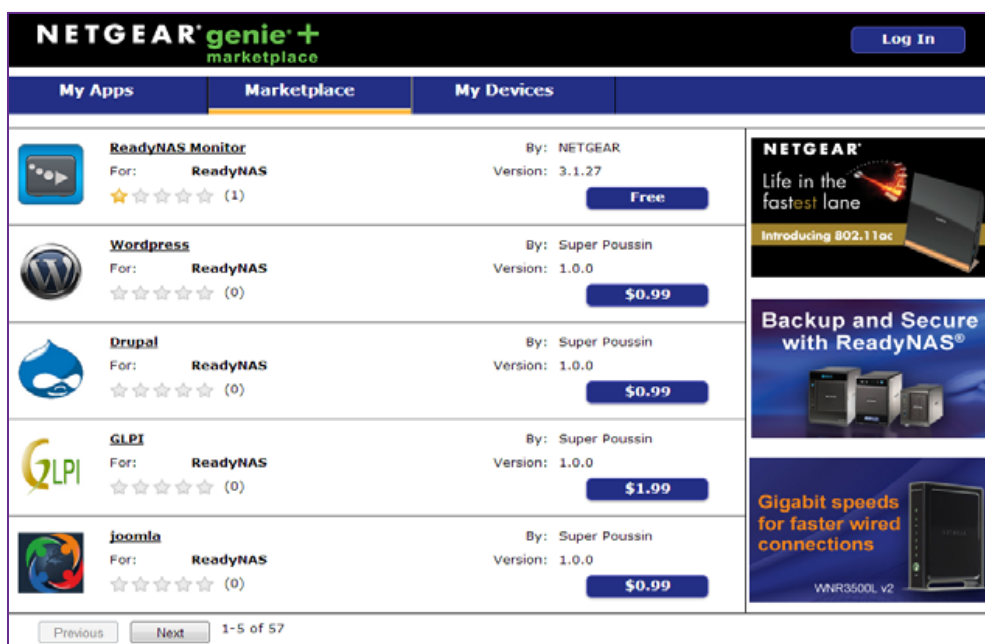 NETGEAR® genie®+
marketplace
Log In
My Apps
Marketplace
My Devices
ReadyNAS Monitor
By: NETGEAR
For: ReadyNAS
Version: 3.1.27
(1)
Free
Wordpress
By: Super Poussin
For: ReadyNAS
Version: 1.0.0
(0)
$0.99
Drupal
By: Super Poussin
For: ReadyNAS
Version: 1.0.0
(0)
$0.99
GLPI
GLPI
By: Super Poussin
For: ReadyNAS
Version: 1.0.0
(0)
$1.99
joomla
By: Super Poussin
For: ReadyNAS
Version: 1.0.0
(0)
$0.99
Previous
Next
1-5 of 57
NETGEAR®
Life in the
fastest lane
Introducing 802.11ac
Backup and Secure
with ReadyNAS®
Gigabit speeds
for faster wired
connections
WNR3500L v2